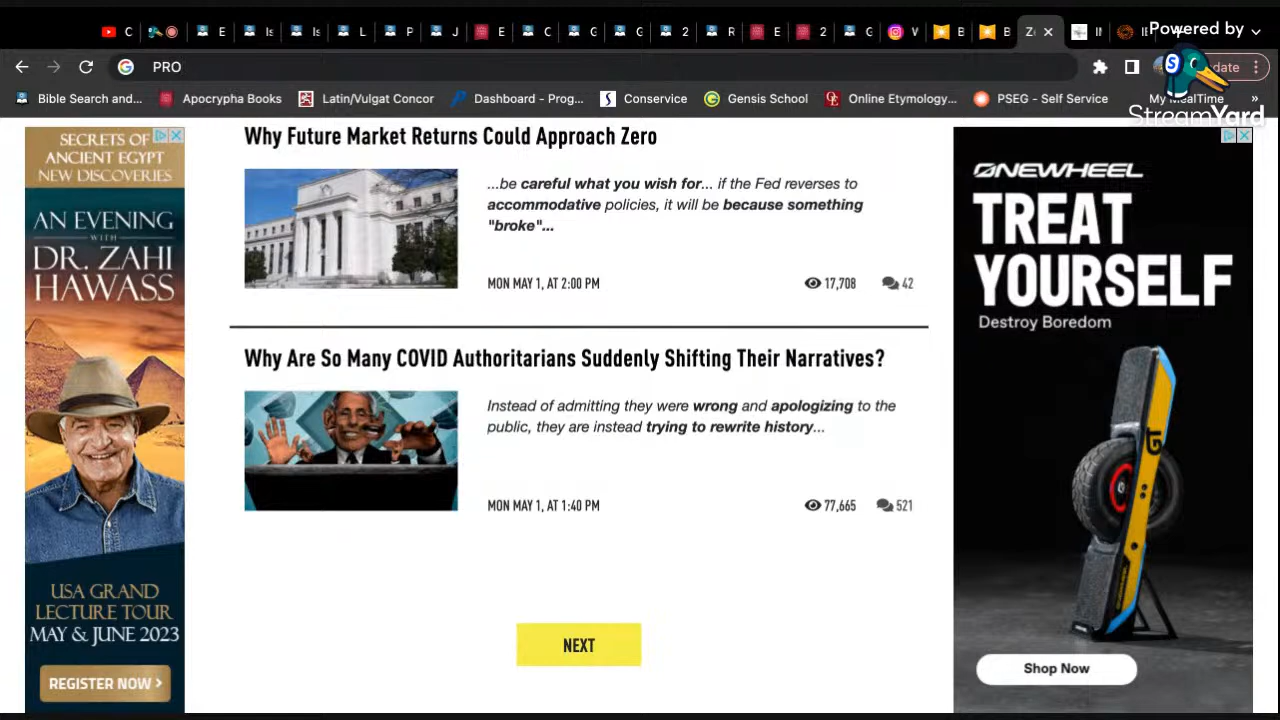 C
E
Is
Is
L
P
J
E
C
G
G
2
R
E
2
G
V
B
B
Z
Powered by
PRO
date
Bible Search and...
Apocrypha Books
Latin/Vulgat Concor
Dashboard - Prog...
Conservice
Gensis School
Online Etymology...
PSEG - Self Service
My MealTime
»
StreamYard
SECRETS OF
ANCIENT EGYPT
NEW DISCOVERIES
AN EVENING
WITH
DR. ZAHI
HAWASS
USA GRAND
LECTURE TOUR
MAY & JUNE 2023
REGISTER NOW >
Why Future Market Returns Could Approach Zero
...be careful what you wish for... if the Fed reverses to
accommodative policies, it will be because something
"broke"...
MON MAY 1, AT 2:00 PM
17,708
42
Why Are So Many COVID Authoritarians Suddenly Shifting Their Narratives?
Instead of admitting they were wrong and apologizing to the
public, they are instead trying to rewrite history...
MON MAY 1, AT 1:40 PM
77,665
521
NEXT
ONEWHEEL
TREAT
YOURSELF
Destroy Boredom
GT
Shop Now